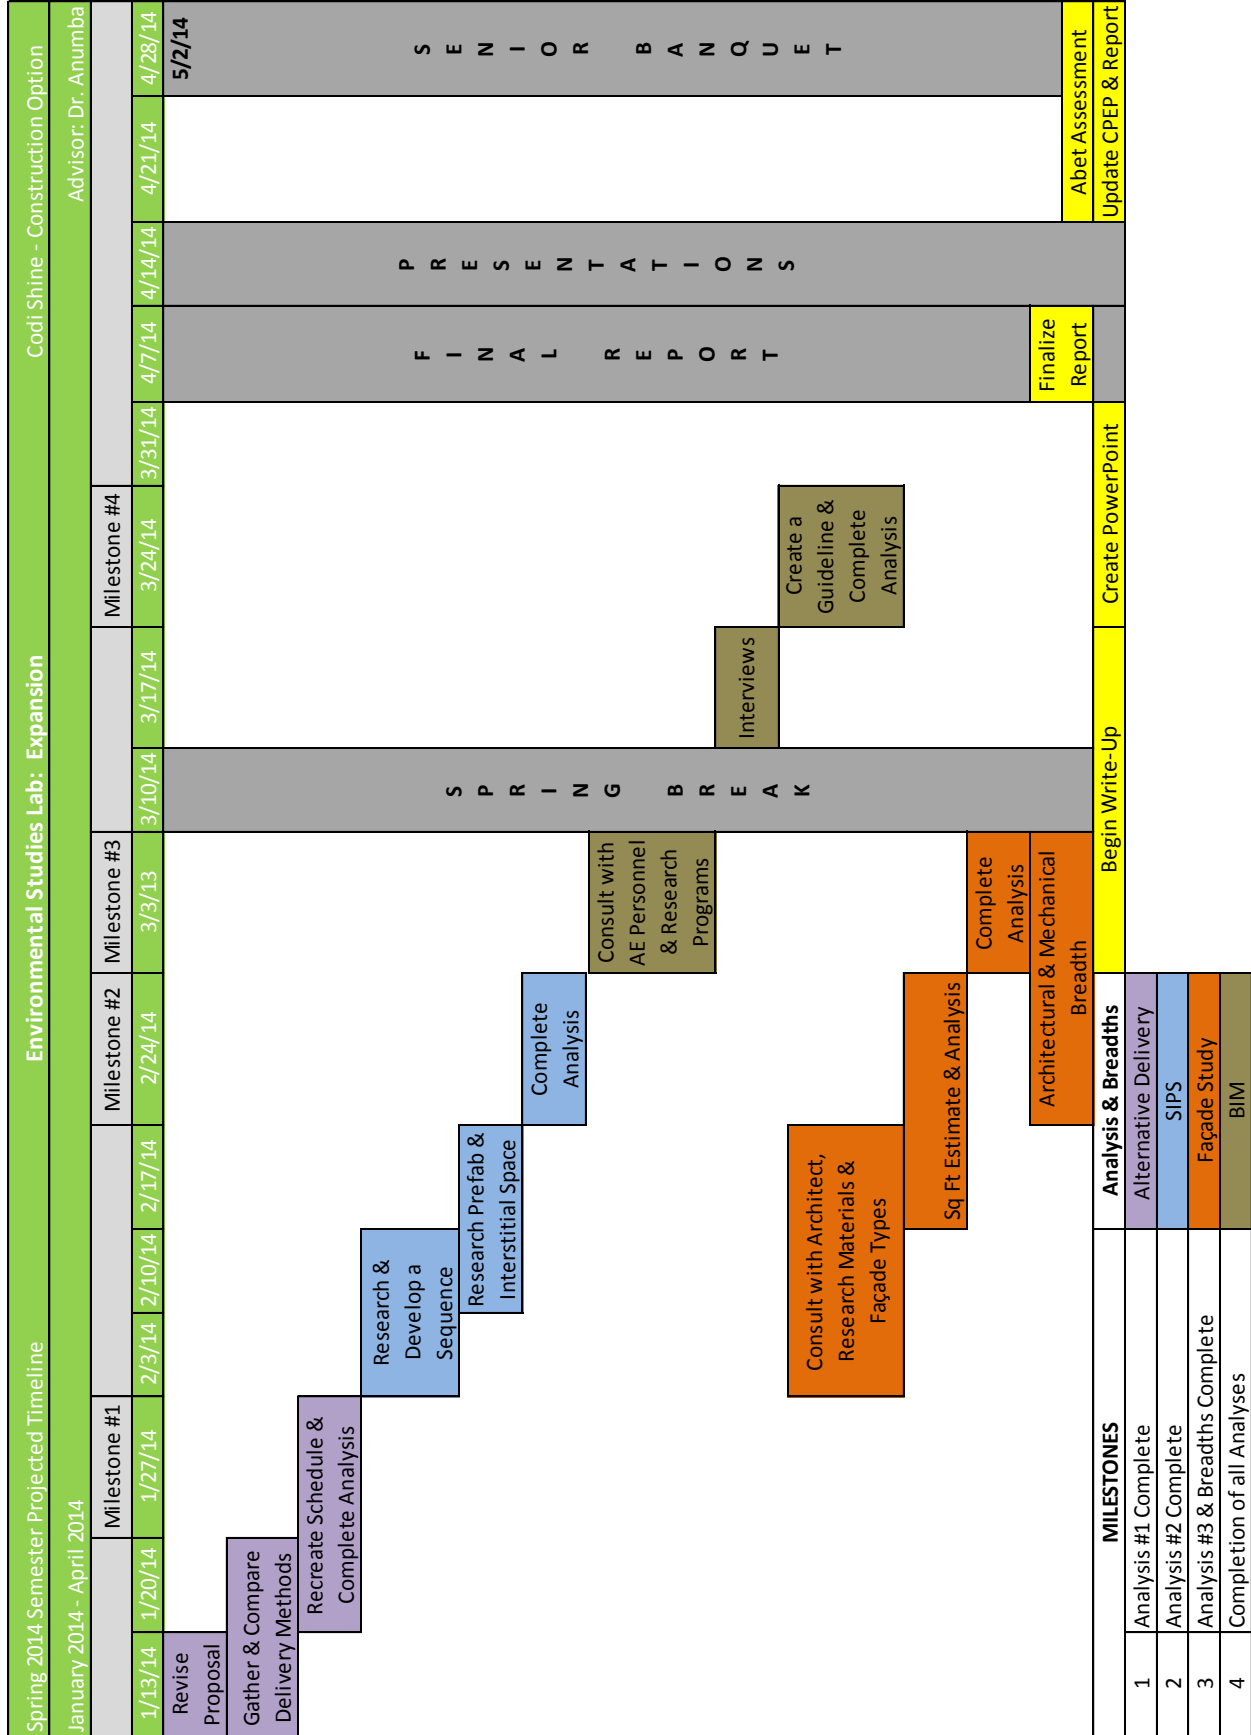 Spring 2014 Semester Projected Timeline
Environmental Studies Lab:  Expansion
Codi Shine - Construction Option
January 2014 - April 2014
Advisor: Dr. Anumba
Milestone #1
Milestone #2
Milestone #3
Milestone #4
1/13/14
1/20/14
1/27/14
2/3/14
2/10/14
2/17/14
2/24/14
3/3/13
3/10/14
3/17/14
3/24/14
3/31/14
4/7/14
4/14/14
4/21/14
4/28/14
Revise
Proposal
Gather & Compare
Delivery Methods
Recreate Schedule &
Complete Analysis
Research &
Develop a
Sequence
Research Prefab &
Interstitial Space
Complete
Analysis
Consult with
AE Personnel
& Research
Programs
Interviews
Create a
Guideline &
Complete
Analysis
Consult with Architect,
Research Materials &
Façade Types
Sq Ft Estimate & Analysis
Complete
Analysis
Architectural & Mechanical
Breadth
SPRING BREAK
FINAL REPORT
PRESENTATIONS
5/2/14
SENIOR BANQUET
Finalize
Report
Abet Assessment
Begin Write-Up
Create PowerPoint
Update CPEP & Report
MILESTONES
Analysis & Breadths
1 Analysis #1 Complete
Alternative Delivery
2 Analysis #2 Complete
SIPS
3 Analysis #3 & Breadths Complete
Façade Study
4 Completion of all Analyses
BIM